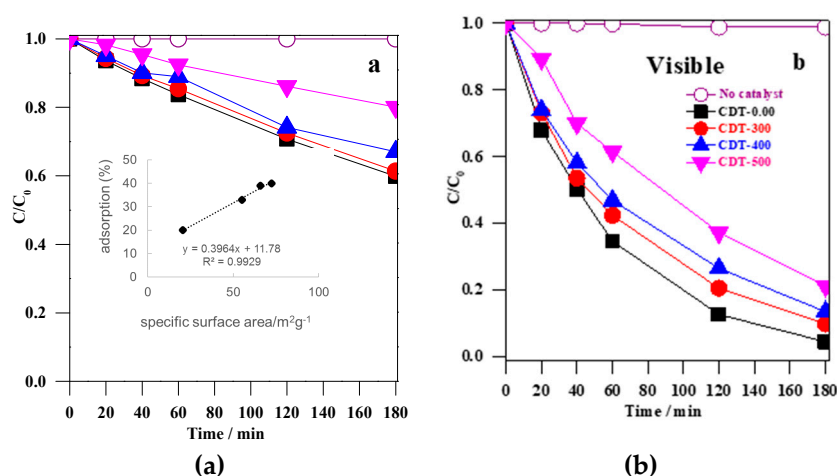 a
C/C0
1.0
0.8
0.6
0.4
0.2
0.0
0 20 40 60 80 100 120 140 160 180
Time / min
adsorption (%)
50
40
30
20
10
0
y = 0.3964x + 11.78
R² = 0.9929
0 50 100
specific surface area/m²g⁻¹
(a)
b
Visible
No catalyst
CDT-0.00
CDT-300
CDT-400
CDT-500
C/C0
1.0
0.8
0.6
0.4
0.2
0.0
0 20 40 60 80 100 120 140 160 180
Time / min
(b)